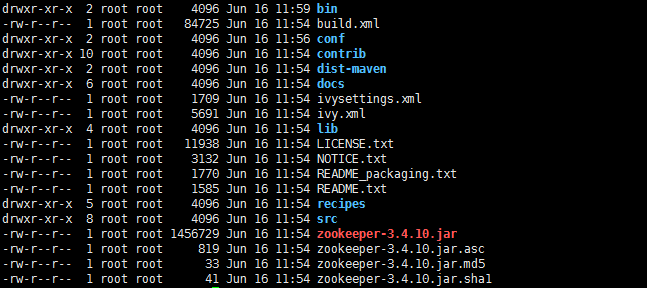 drwxr-xr-x  2 root root    4096 Jun 16 11:59 bin
-rw-r--r--  1 root root   84725 Jun 16 11:54 build.xml
drwxr-xr-x  2 root root    4096 Jun 16 11:56 conf
drwxr-xr-x 10 root root    4096 Jun 16 11:54 contrib
drwxr-xr-x  2 root root    4096 Jun 16 11:54 dist-maven
drwxr-xr-x  6 root root    4096 Jun 16 11:54 docs
-rw-r--r--  1 root root    1709 Jun 16 11:54 ivysettings.xml
-rw-r--r--  1 root root    5691 Jun 16 11:54 ivy.xml
drwxr-xr-x  4 root root    4096 Jun 16 11:54 lib
-rw-r--r--  1 root root   11938 Jun 16 11:54 LICENSE.txt
-rw-r--r--  1 root root    3132 Jun 16 11:54 NOTICE.txt
-rw-r--r--  1 root root    1770 Jun 16 11:54 README_packaging.txt
-rw-r--r--  1 root root    1585 Jun 16 11:54 README.txt
drwxr-xr-x  5 root root    4096 Jun 16 11:54 recipes
drwxr-xr-x  8 root root    4096 Jun 16 11:54 src
-rw-r--r--  1 root root 1456729 Jun 16 11:54 zookeeper-3.4.10.jar
-rw-r--r--  1 root root     819 Jun 16 11:54 zookeeper-3.4.10.jar.asc
-rw-r--r--  1 root root      33 Jun 16 11:54 zookeeper-3.4.10.jar.md5
-rw-r--r--  1 root root      41 Jun 16 11:54 zookeeper-3.4.10.jar.sha1